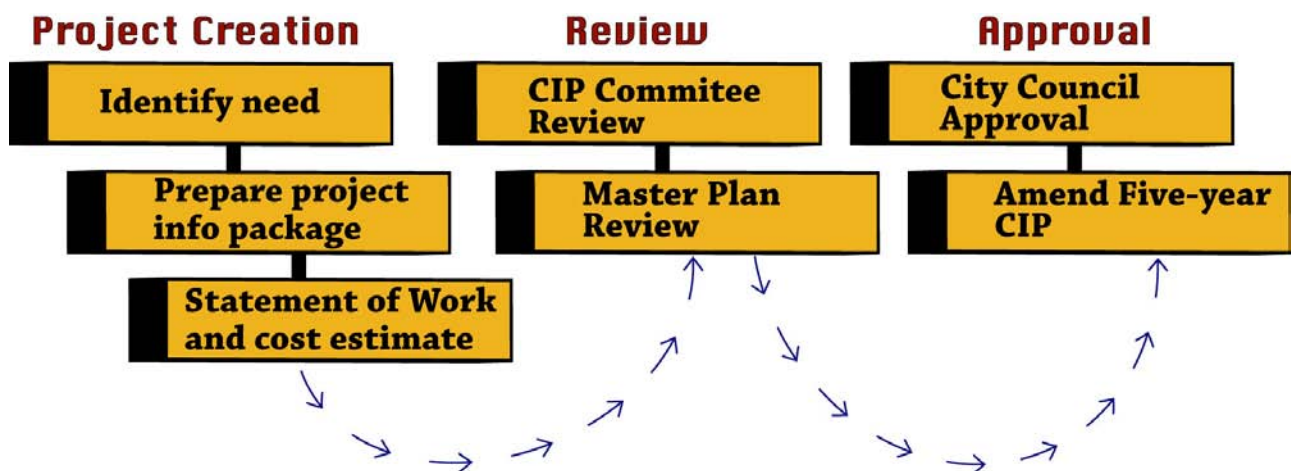 Project Creation
Identify need
Prepare project
info package
Statement of Work
and cost estimate
Review
CIP Commitee
Review
Master Plan
Review
Approval
City Council
Approval
Amend Five-year
CIP